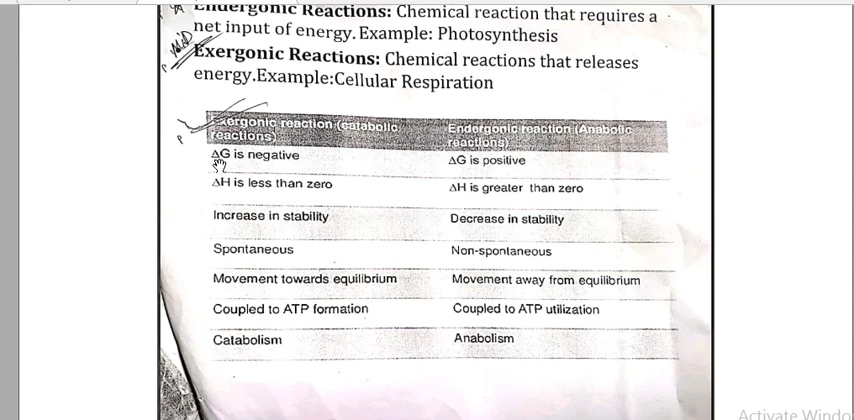 Endergonic Reactions: Chemical reaction that requires a
net input of energy. Example: Photosynthesis
Exergonic Reactions: Chemical reactions that releases
energy.Example:Cellular Respiration
Exergonic reaction (catabolic reactions) Endergonic reaction (Anabolic reactions)
ΔG is negative ΔG is positive
ΔH is less than zero ΔH is greater than zero
Increase in stability Decrease in stability
Spontaneous Non-spontaneous
Movement towards equilibrium Movement away from equilibrium
Coupled to ATP formation Coupled to ATP utilization
Catabolism Anabolism
Activate Windo